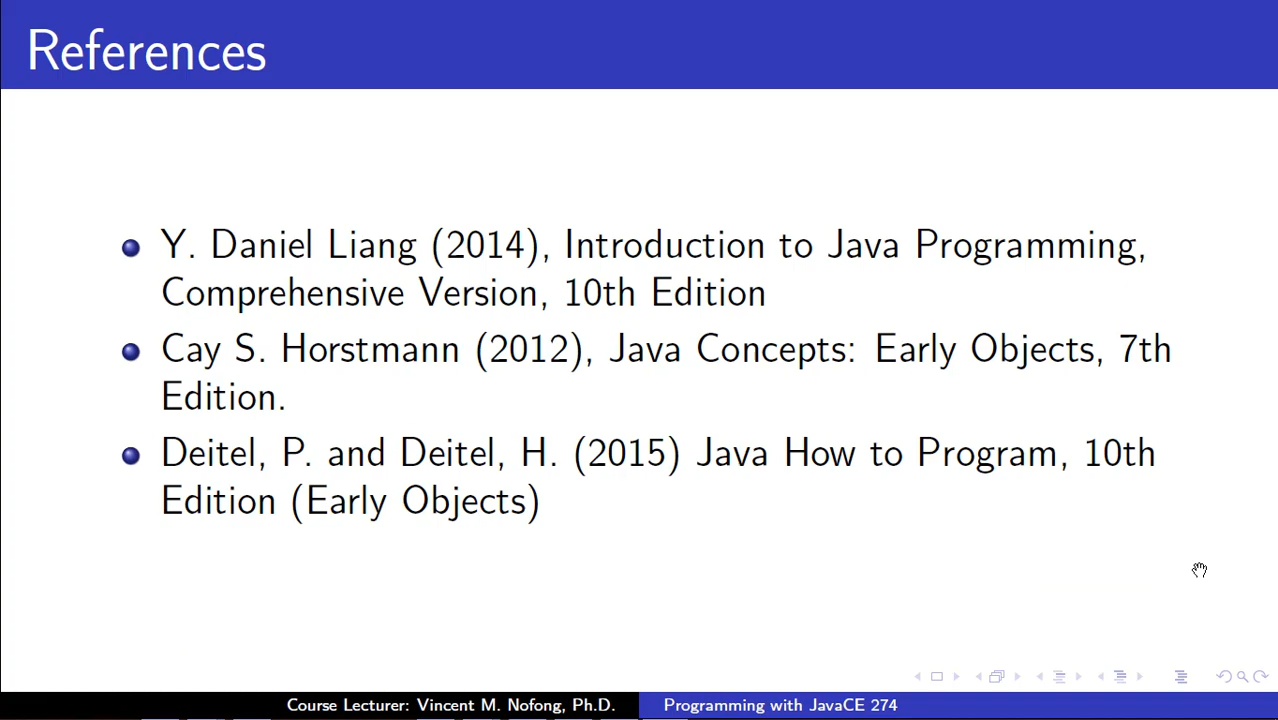 References
Y. Daniel Liang (2014), Introduction to Java Programming,
Comprehensive Version, 10th Edition
Cay S. Horstmann (2012), Java Concepts: Early Objects, 7th
Edition.
Deitel, P. and Deitel, H. (2015) Java How to Program, 10th
Edition (Early Objects)
Course Lecturer: Vincent M. Nofong, Ph.D. Programming with JavaCE 274